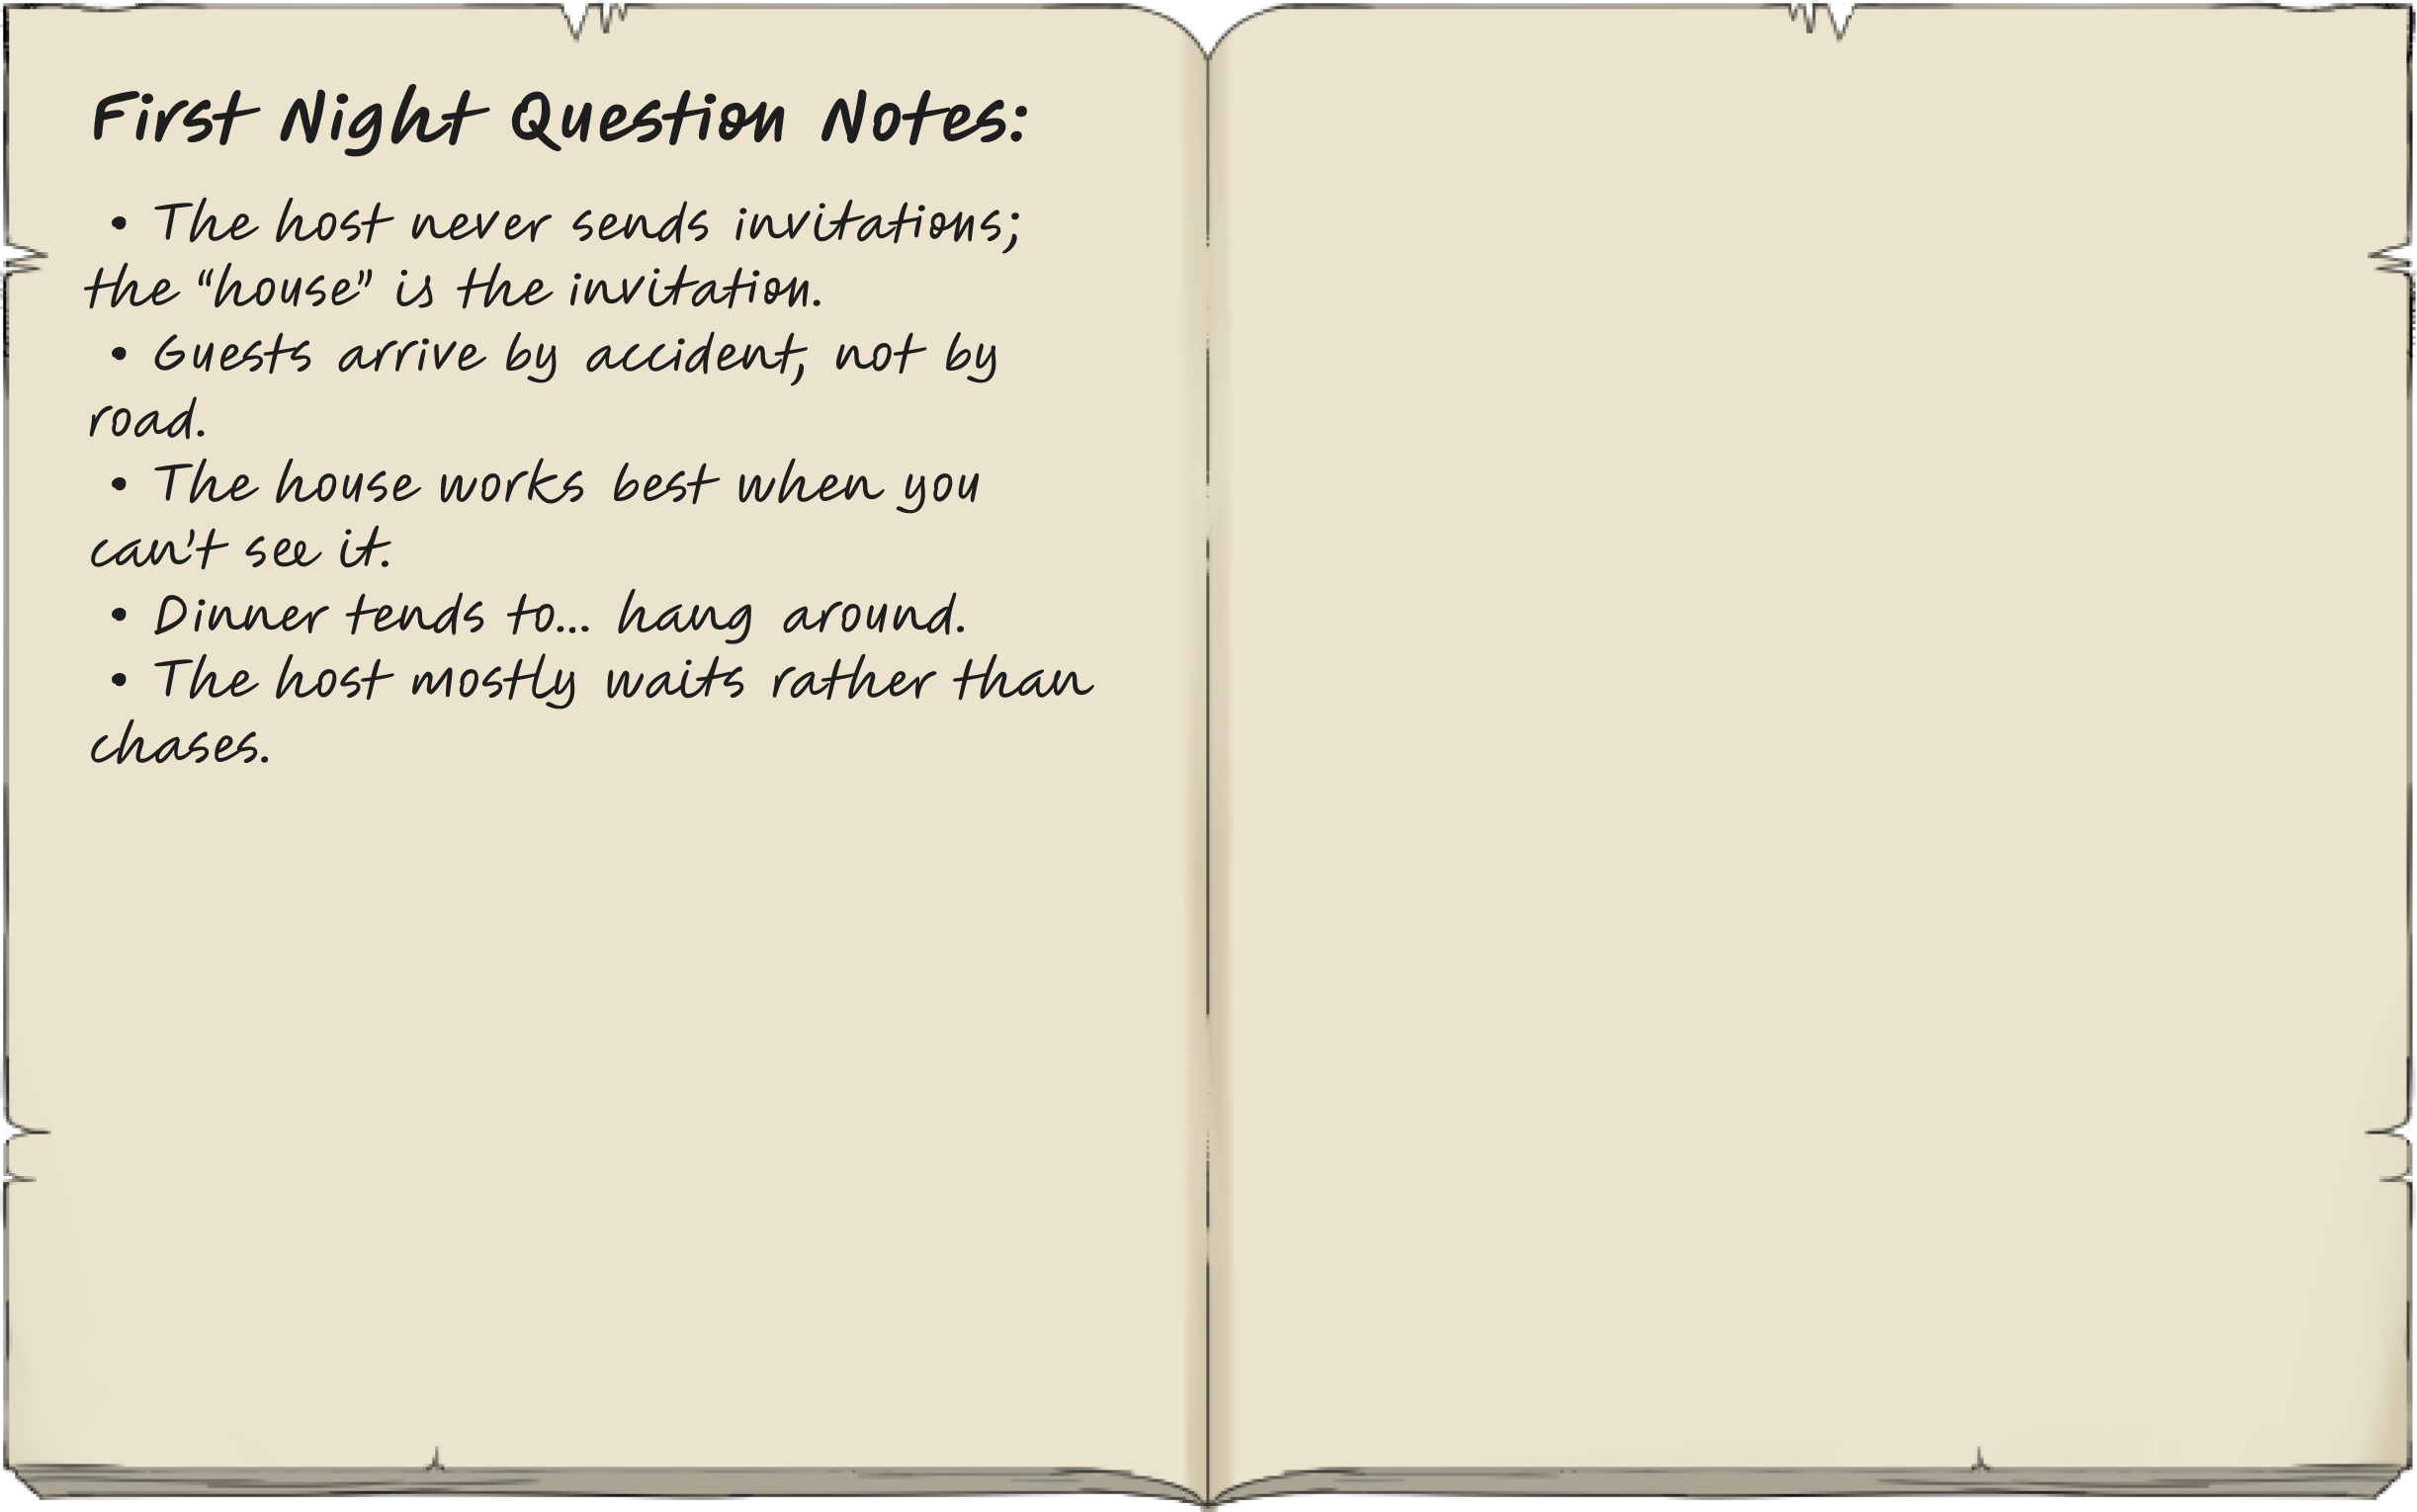 First Night Question Notes:
• The host never sends invitations;
the “house” is the invitation.
• Guests arrive by accident, not by
road.
• The house works best when you
can't see it.
• Dinner tends to... hang around.
• The host mostly waits rather than
chases.